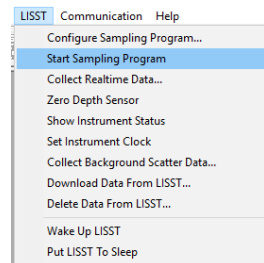 LISST Communication Help
Configure Sampling Program...
Start Sampling Program
Collect Realtime Data...
Zero Depth Sensor
Show Instrument Status
Set Instrument Clock
Collect Background Scatter Data...
Download Data From LISST...
Delete Data From LISST...
Wake Up LISST
Put LISST To Sleep